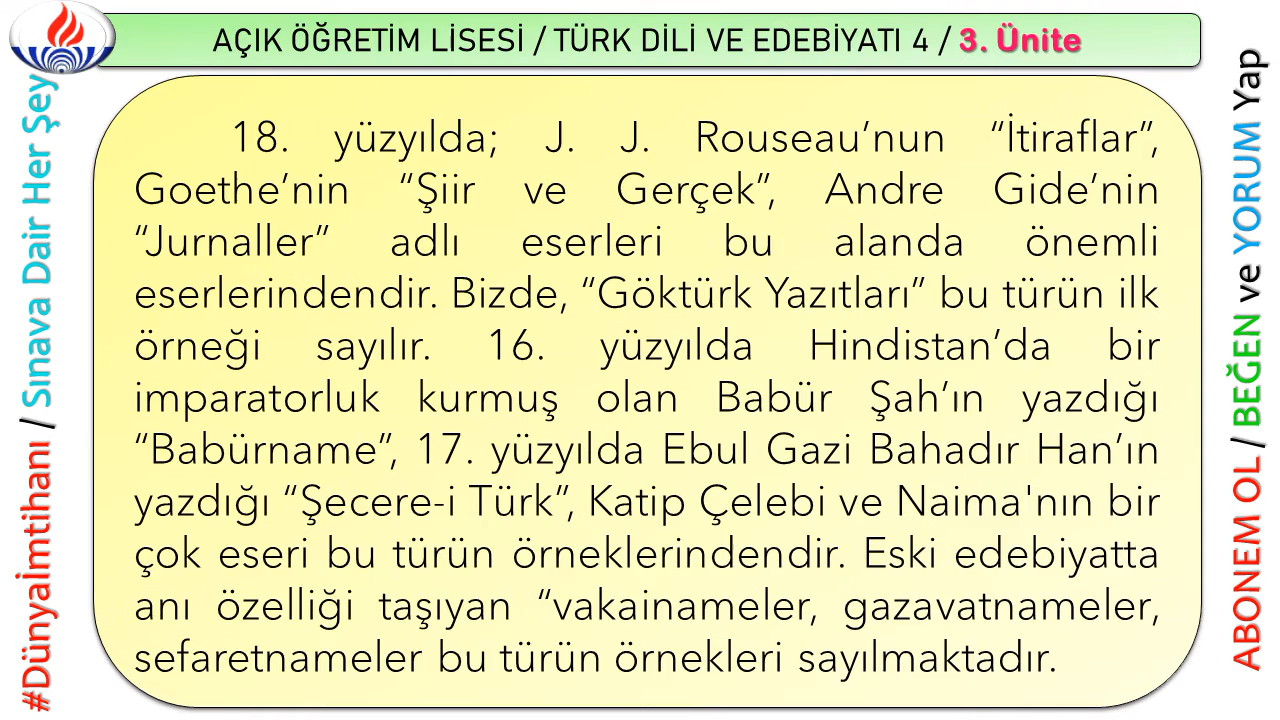 AÇIK ÖĞRETİM LİSESİ / TÜRK DİLİ VE EDEBİYATI 4 / 3. Ünite
#Dünyaİmtihanı / Sınava Dair Her Şey
18. yüzyılda; J. J. Rouseau’nun “İtiraflar”,
Goethe’nin “Şiir ve Gerçek”, Andre Gide’nin
“Jurnaller” adlı eserleri bu alanda önemli
eserlerindendir. Bizde, “Göktürk Yazıtları” bu türün ilk
örneği sayılır. 16. yüzyılda Hindistan’da bir
imparatorluk kurmuş olan Babür Şah’ın yazdığı
“Babürname”, 17. yüzyılda Ebul Gazi Bahadır Han’ın
yazdığı “Şecere-i Türk”, Katip Çelebi ve Naima'nın bir
çok eseri bu türün örneklerindendir. Eski edebiyatta
anı özelliği taşıyan “vakainameler, gazavatnameler,
sefaretnameler bu türün örnekleri sayılmaktadır.
ABONEM OL / BEĞEN ve YORUM Yap